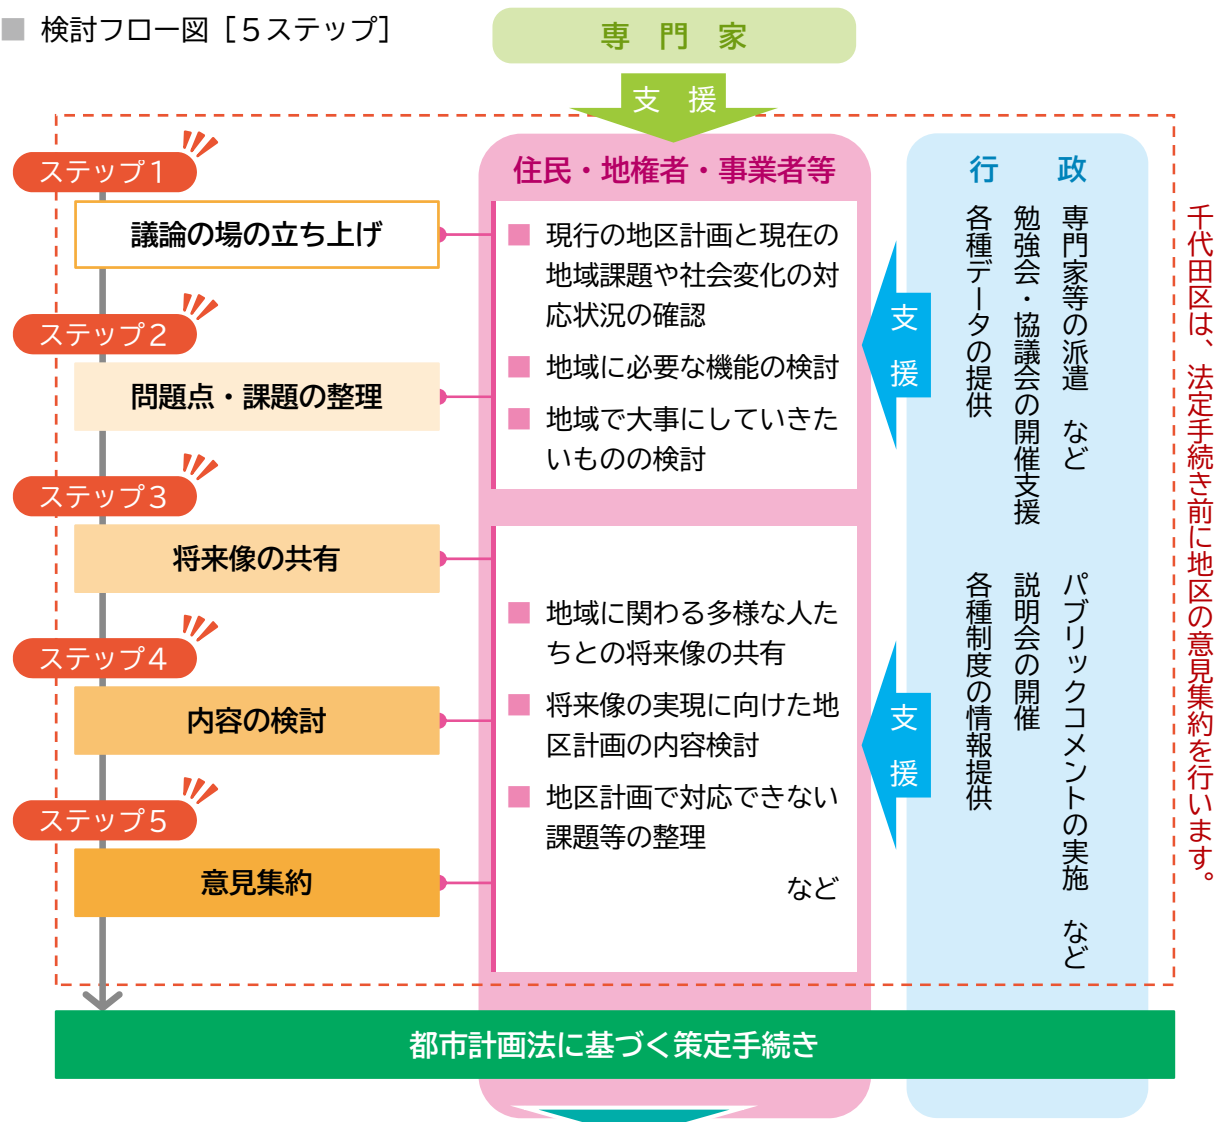 ■ 検討フロー図［５ステップ］
専　門　家
支　援
ステップ1
議論の場の立ち上げ
ステップ2
問題点・課題の整理
ステップ3
将来像の共有
ステップ4
内容の検討
ステップ5
意見集約
住民・地権者・事業者等
■ 現行の地区計画と現在の
地域課題や社会変化の対
応状況の確認
■ 地域に必要な機能の検討
■ 地域で大事にしていきた
いものの検討
■ 地域に関わる多様な人た
ちとの将来像の共有
■ 将来像の実現に向けた地
区計画の内容検討
■ 地区計画で対応できない
課題等の整理
など
支援
支援
行　政
専門家等の派遣　など
勉強会・協議会の開催支援
各種データの提供
パブリックコメントの実施　など
説明会の開催
各種制度の情報提供
千代田区は、法定手続き前に地区の意見集約を行います。
都市計画法に基づく策定手続き